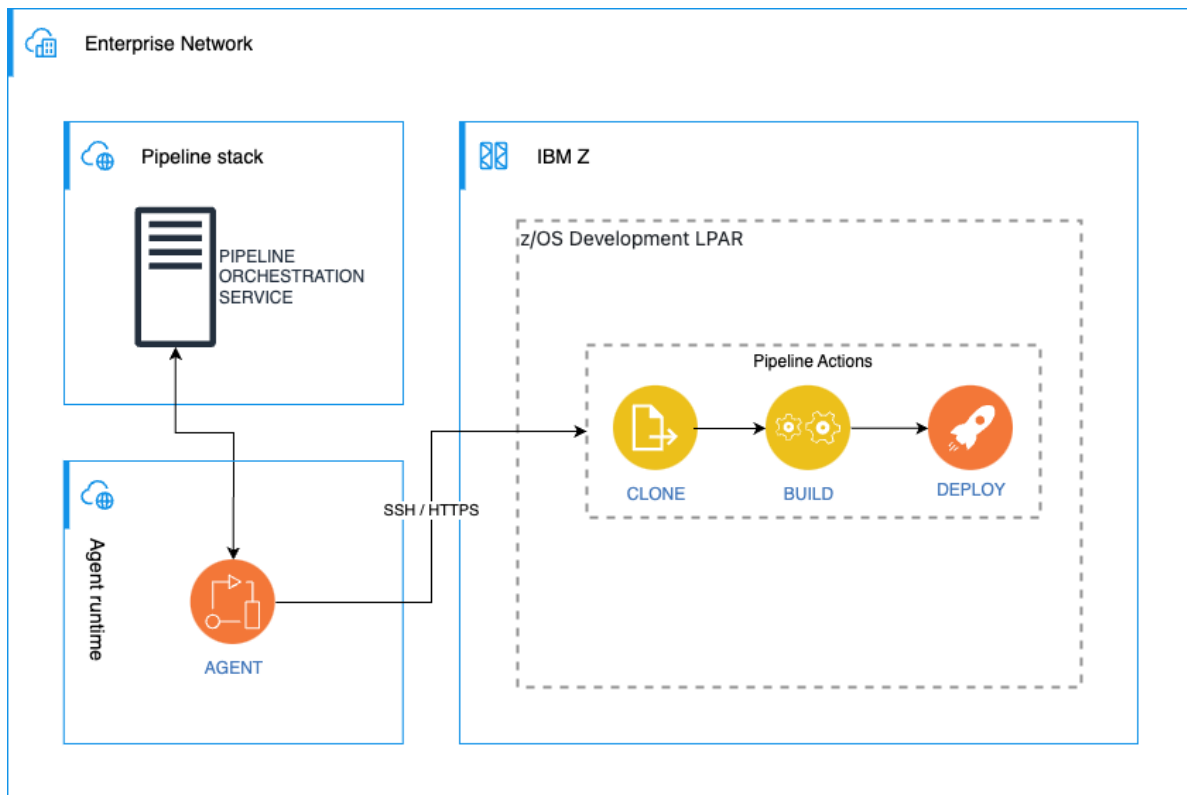 Enterprise Network
Pipeline stack
PIPELINE
ORCHESTRATION
SERVICE
IBM Z
z/OS Development LPAR
Pipeline Actions
CLONE
BUILD
DEPLOY
SSH / HTTPS
Agent runtime
AGENT